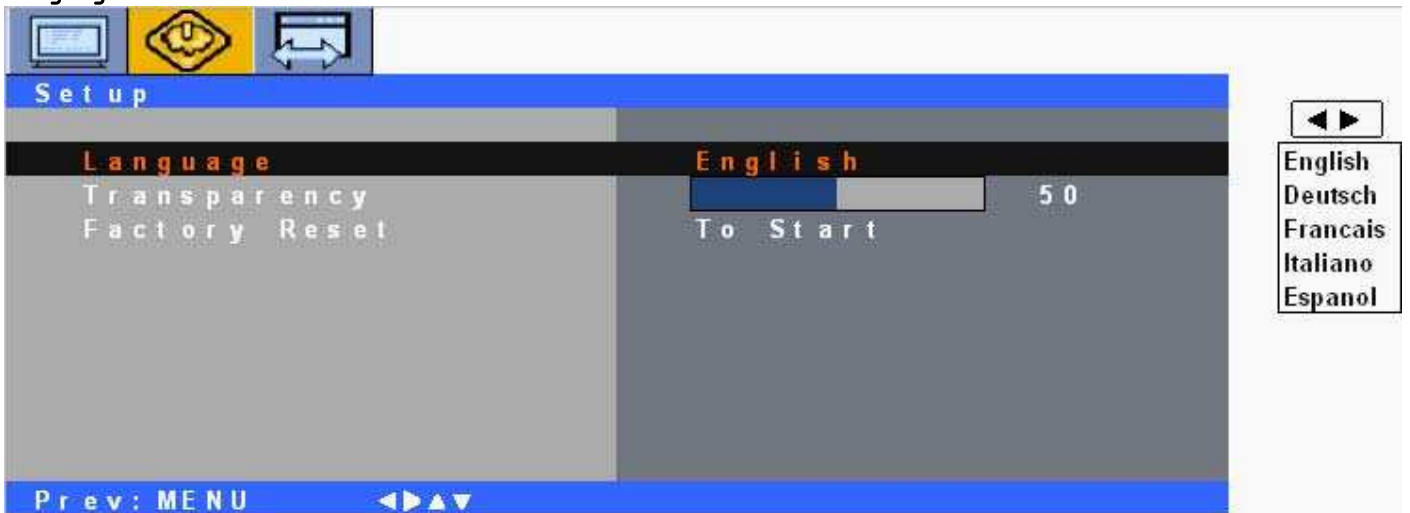 Setup
Language English
Transparency 50
Factory Reset To Start
Prev: MENU ◄►▲▼
◄ ►
English
Deutsch
Francais
Italiano
Espanol